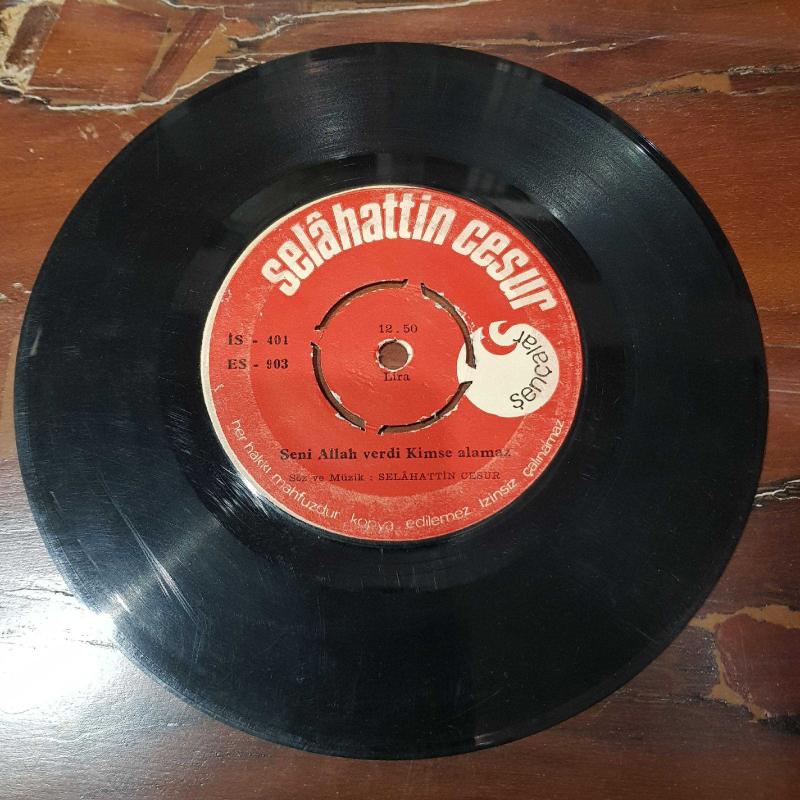 selâhattin cesur
12.50
Lira
İS - 401
ES - 903
şençalar
Seni Allah verdi Kimse alamaz
Söz ve Müzik : SELÂHATTİN CESUR
her hakkı mahfuzdur kopya edilemez izinsiz çalınamaz